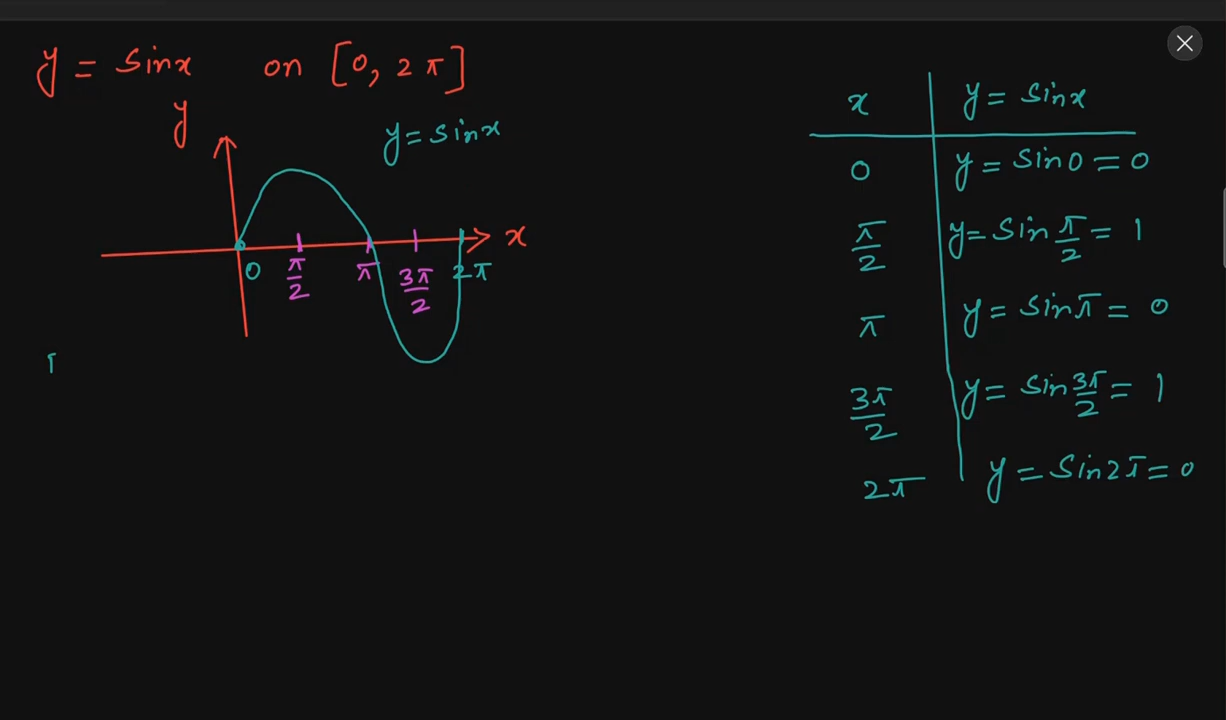 y = sinx on [0, 2π]
y
y = sinx
x
0 π/2 π 3π/2 2π
x y = sinx
0 y = sin0 = 0
π/2 y = sin π/2 = 1
π y = sinπ = 0
3π/2 y = sin 3π/2 = 1
2π y = sin2π = 0